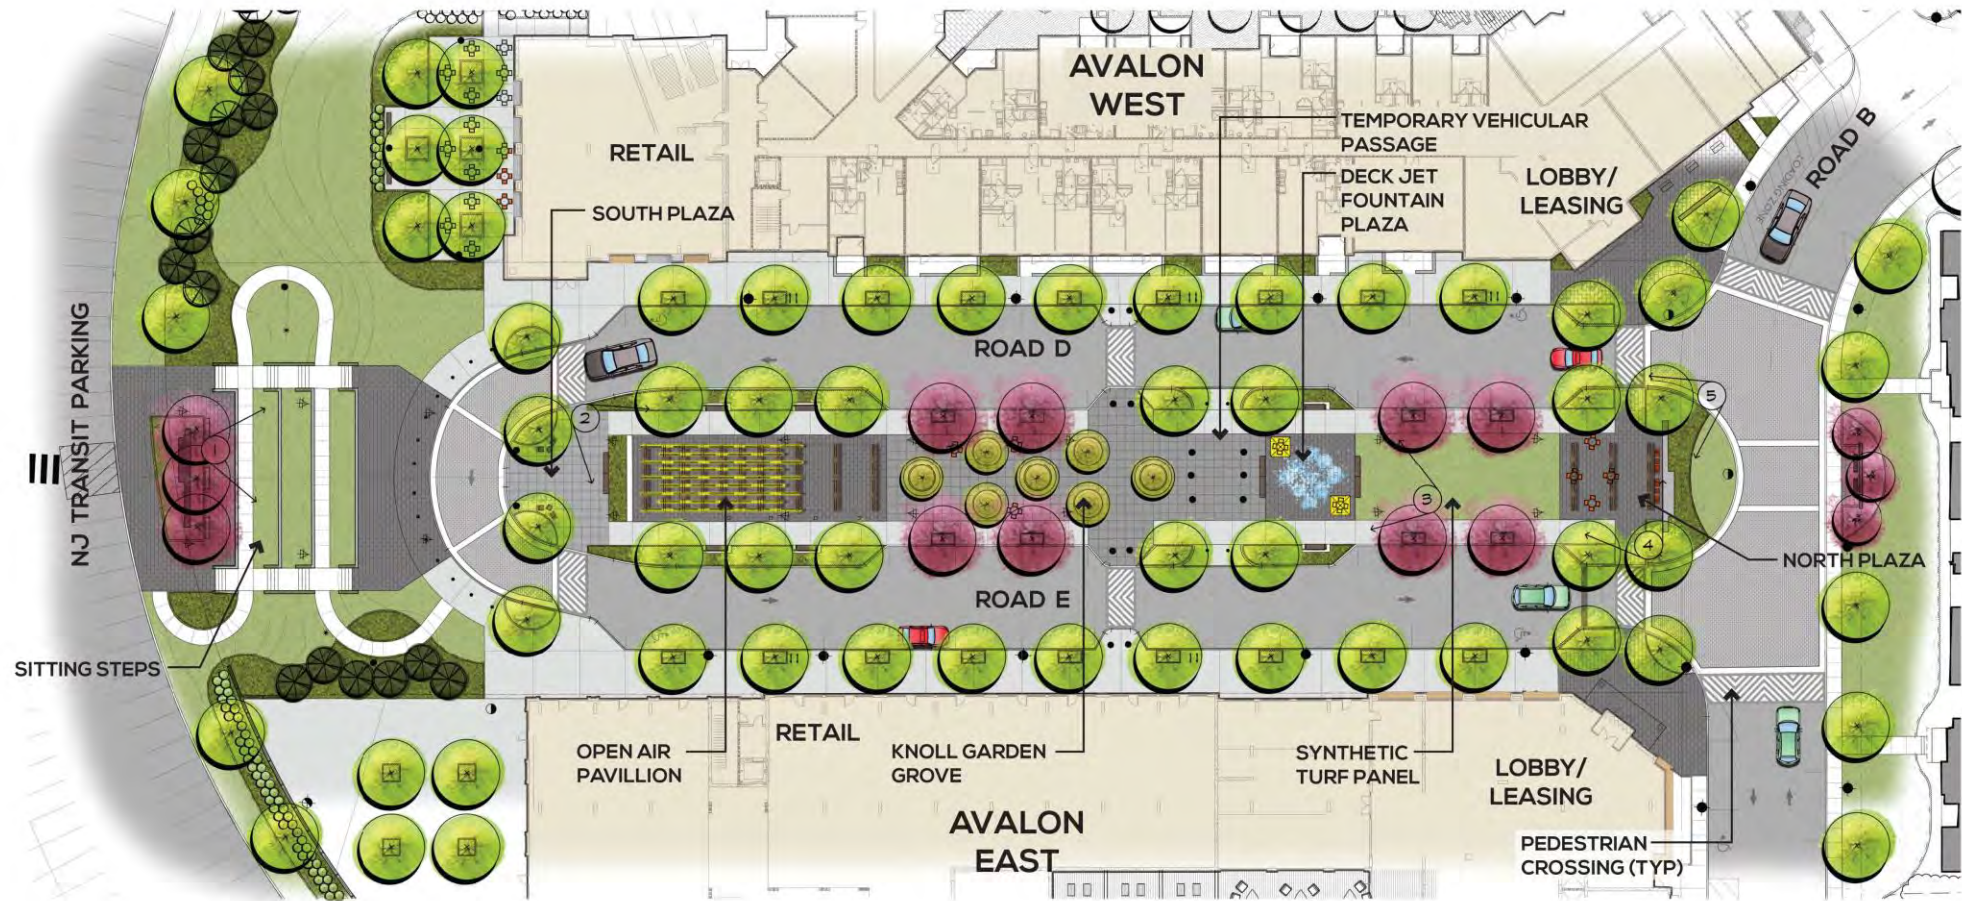 AVALON
WEST
RETAIL
TEMPORARY VEHICULAR
PASSAGE
LOBBY/
LEASING
ROAD B
LOADING ZONE
SOUTH PLAZA
DECK JET
FOUNTAIN
PLAZA
NJ TRANSIT PARKING
ROAD D
1
2
3
4
5
ROAD E
NORTH PLAZA
SITTING STEPS
OPEN AIR
PAVILLION
RETAIL
KNOLL GARDEN
GROVE
SYNTHETIC
TURF PANEL
LOBBY/
LEASING
AVALON
EAST
PEDESTRIAN
CROSSING (TYP)